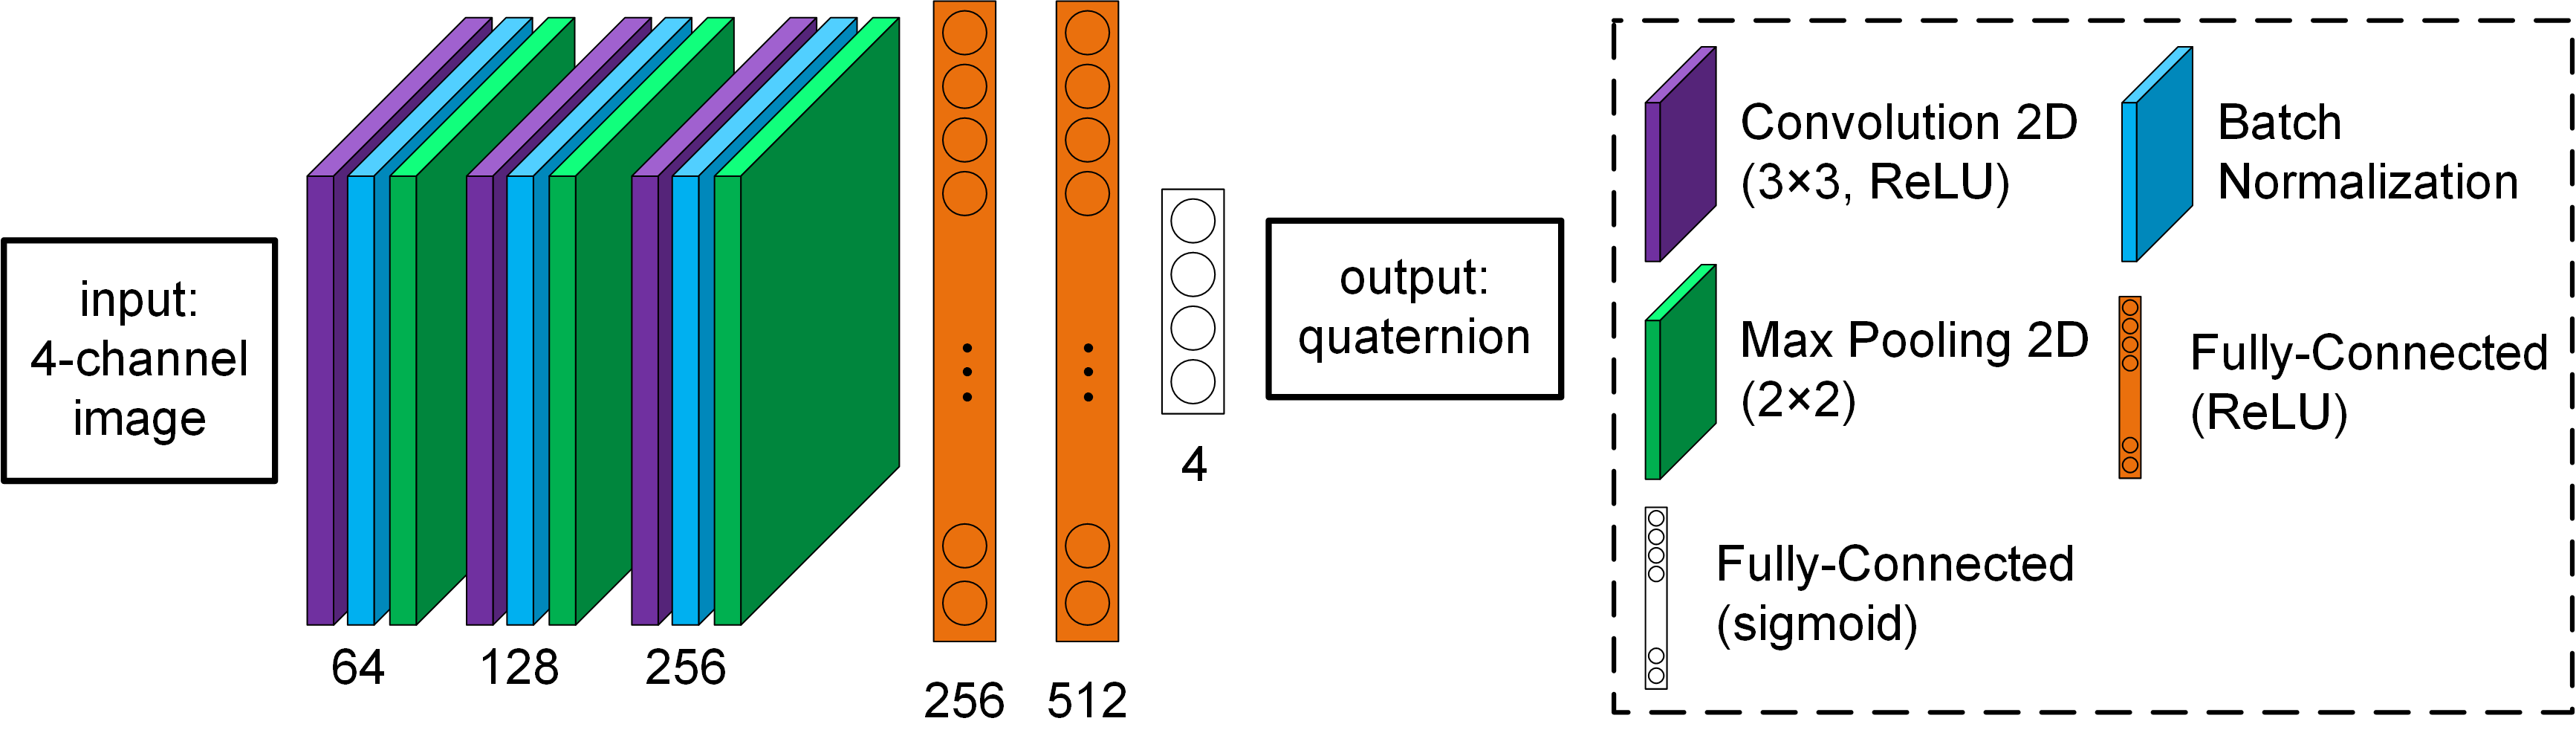 input:
4-channel
image
64
128
256
256
512
4
output:
quaternion
Convolution 2D
(3×3, ReLU)
Batch
Normalization
Max Pooling 2D
(2×2)
Fully-Connected
(ReLU)
Fully-Connected
(sigmoid)